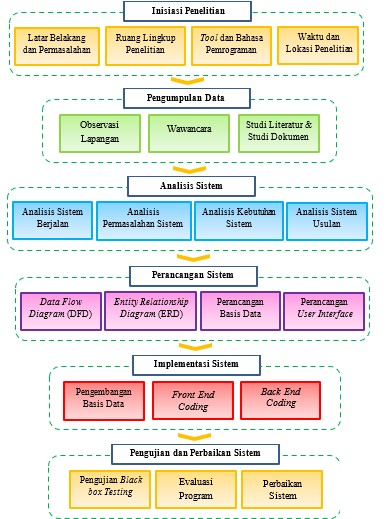 Inisiasi Penelitian
Latar Belakang
dan Permasalahan
Ruang Lingkup
Penelitian
Tool dan Bahasa
Pemrograman
Waktu dan
Lokasi Penelitian
Pengumpulan Data
Observasi
Lapangan
Wawancara
Studi Literatur &
Studi Dokumen
Analisis Sistem
Analisis Sistem
Berjalan
Analisis
Permasalahan Sistem
Analisis Kebutuhan
Sistem
Analisis Sistem
Usulan
Perancangan Sistem
Data Flow
Diagram (DFD)
Entity Relationship
Diagram (ERD)
Perancangan
Basis Data
Perancangan
User Interface
Implementasi Sistem
Pengembangan
Basis Data
Front End
Coding
Back End
Coding
Pengujian dan Perbaikan Sistem
Pengujian Black
box Testing
Evaluasi
Program
Perbaikan
Sistem